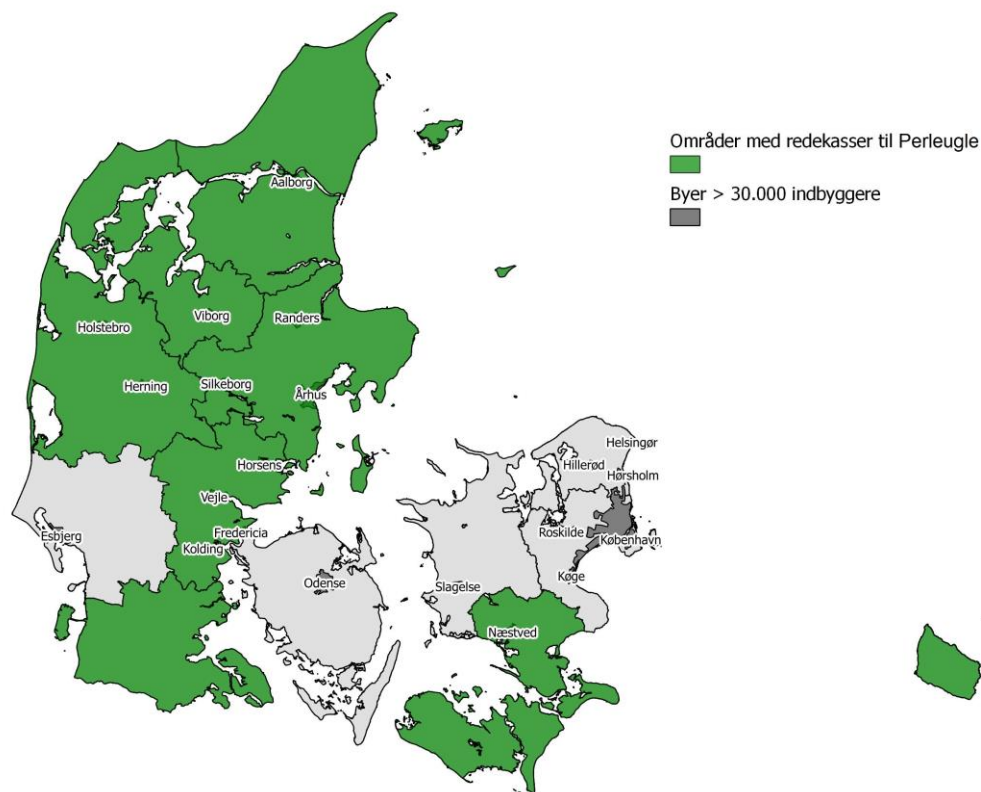 Områder med redekasser til Perleugle
Byer > 30.000 indbyggere
Aalborg
Viborg
Randers
Holstebro
Herning
Silkeborg
Århus
Horsens
Vejle
Fredericia
Kolding
Esbjerg
Odense
Helsingør
Hillerød
Hørsholm
Roskilde
København
Køge
Slagelse
Næstved